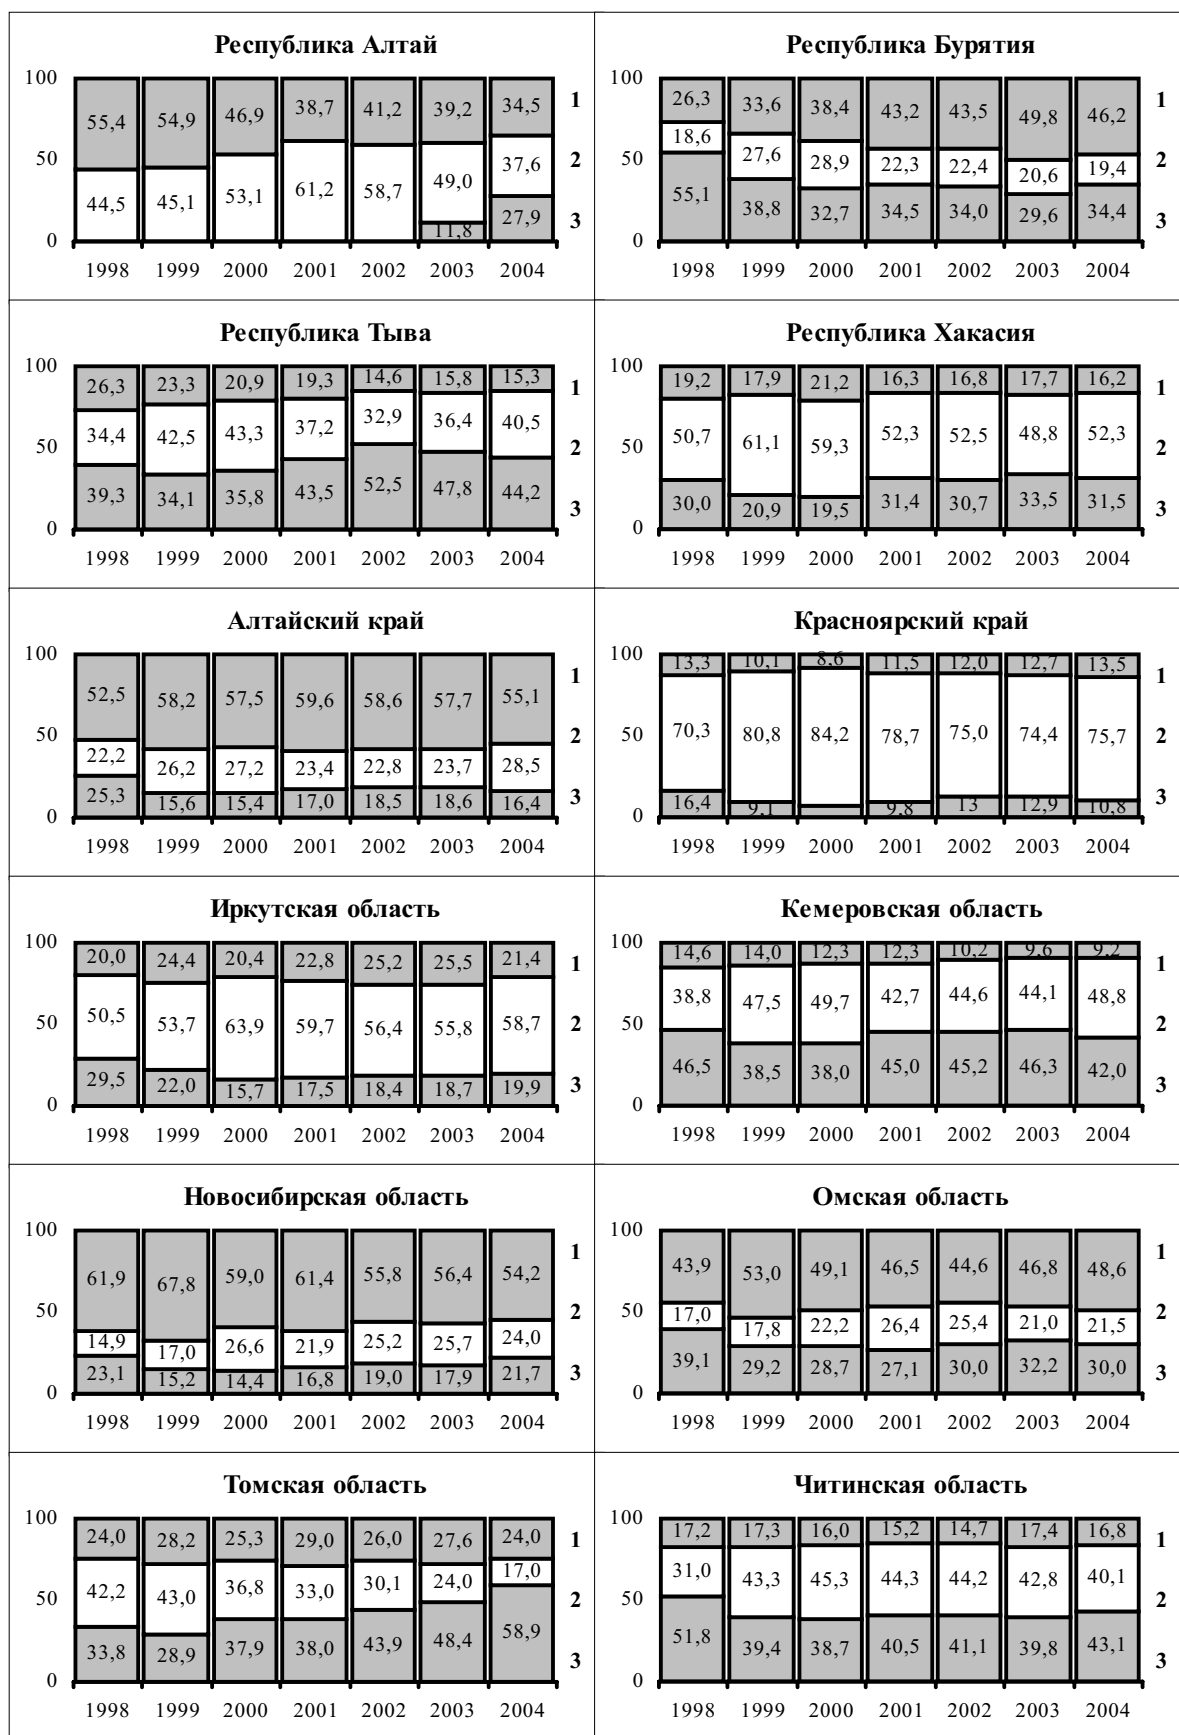 Республика Алтай
100 55,4 54,9 46,9 38,7 41,2 39,2 34,5 1
50 44,5 45,1 53,1 61,2 58,7 49,0 37,6 2
0 11,8 27,9 3
1998 1999 2000 2001 2002 2003 2004
Республика Бурятия
100 26,3 33,6 38,4 43,2 43,5 49,8 46,2 1
50 18,6 27,6 28,9 22,3 22,4 20,6 19,4 2
0 55,1 38,8 32,7 34,5 34,0 29,6 34,4 3
1998 1999 2000 2001 2002 2003 2004
Республика Тыва
100 26,3 23,3 20,9 19,3 14,6 15,8 15,3 1
50 34,4 42,5 43,3 37,2 32,9 36,4 40,5 2
0 39,3 34,1 35,8 43,5 52,5 47,8 44,2 3
1998 1999 2000 2001 2002 2003 2004
Республика Хакасия
100 19,2 17,9 21,2 16,3 16,8 17,7 16,2 1
50 50,7 61,1 59,3 52,3 52,5 48,8 52,3 2
0 30,0 20,9 19,5 31,4 30,7 33,5 31,5 3
1998 1999 2000 2001 2002 2003 2004
Алтайский край
100 52,5 58,2 57,5 59,6 58,6 57,7 55,1 1
50 22,2 26,2 27,2 23,4 22,8 23,7 28,5 2
0 25,3 15,6 15,4 17,0 18,5 18,6 16,4 3
1998 1999 2000 2001 2002 2003 2004
Красноярский край
100 13,3 10,1 8,6 11,5 12,0 12,7 13,5 1
50 70,3 80,8 84,2 78,7 75,0 74,4 75,7 2
0 16,4 9,1 9,8 13 12,9 10,8 3
1998 1999 2000 2001 2002 2003 2004
Иркутская область
100 20,0 24,4 20,4 22,8 25,2 25,5 21,4 1
50 50,5 53,7 63,9 59,7 56,4 55,8 58,7 2
0 29,5 22,0 15,7 17,5 18,4 18,7 19,9 3
1998 1999 2000 2001 2002 2003 2004
Кемеровская область
100 14,6 14,0 12,3 12,3 10,2 9,6 9,2 1
50 38,8 47,5 49,7 42,7 44,6 44,1 48,8 2
0 46,5 38,5 38,0 45,0 45,2 46,3 42,0 3
1998 1999 2000 2001 2002 2003 2004
Новосибирская область
100 61,9 67,8 59,0 61,4 55,8 56,4 54,2 1
50 14,9 17,0 26,6 21,9 25,2 25,7 24,0 2
0 23,1 15,2 14,4 16,8 19,0 17,9 21,7 3
1998 1999 2000 2001 2002 2003 2004
Омская область
100 43,9 53,0 49,1 46,5 44,6 46,8 48,6 1
50 17,0 17,8 22,2 26,4 25,4 21,0 21,5 2
0 39,1 29,2 28,7 27,1 30,0 32,2 30,0 3
1998 1999 2000 2001 2002 2003 2004
Томская область
100 24,0 28,2 25,3 29,0 26,0 27,6 24,0 1
50 42,2 43,0 36,8 33,0 30,1 24,0 17,0 2
0 33,8 28,9 37,9 38,0 43,9 48,4 58,9 3
1998 1999 2000 2001 2002 2003 2004
Читинская область
100 17,2 17,3 16,0 15,2 14,7 17,4 16,8 1
50 31,0 43,3 45,3 44,3 44,2 42,8 40,1 2
0 51,8 39,4 38,7 40,5 41,1 39,8 43,1 3
1998 1999 2000 2001 2002 2003 2004